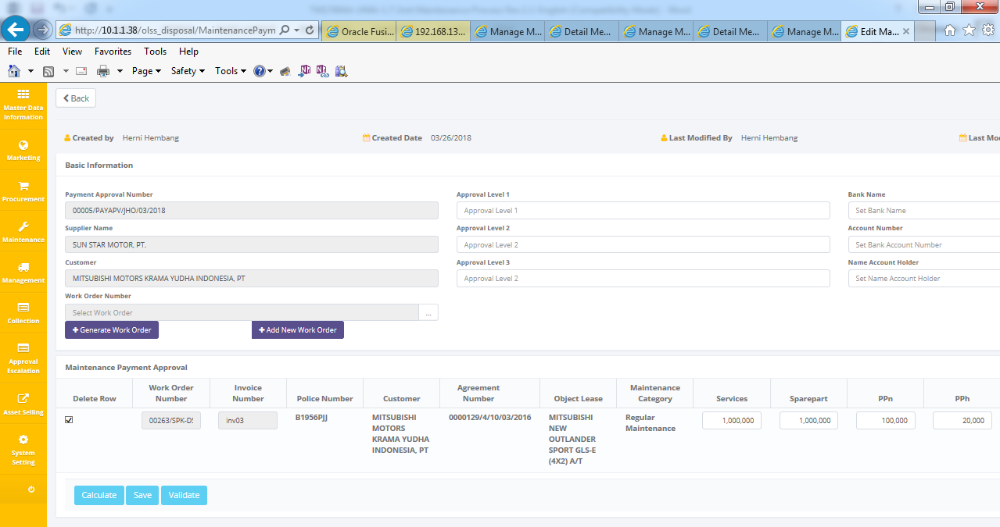 http://10.1.1.38/olss_disposal/MaintenancePaym
Oracle Fusi...
192.168.13...
Manage M...
Detail Me...
Manage M...
Detail Me...
Manage M...
Edit Ma...
File Edit View Favorites Tools Help
Page Safety Tools
Master Data Information
Marketing
Procurement
Maintenance
Management
Collection
Approval Escalation
Asset Selling
System Setting
Back
Created by Herni Hembang Created Date 03/26/2018 Last Modified By Herni Hembang Last Mo
Basic Information
Payment Approval Number Approval Level 1 Bank Name
00005/PAYAPV/JHO/03/2018 Approval Level 1 Set Bank Name
Supplier Name Approval Level 2 Account Number
SUN STAR MOTOR, PT. Approval Level 2 Set Bank Account Number
Customer Approval Level 3 Name Account Holder
MITSUBISHI MOTORS KRAMA YUDHA INDONESIA, PT Approval Level 2 Set Name Account Holder
Work Order Number
Select Work Order ...
Generate Work Order Add New Work Order
Maintenance Payment Approval
Delete Row Work Order Number Invoice Number Police Number Customer Agreement Number Object Lease Maintenance Category Services Sparepart PPn PPh
00263/SPK-D inv03 B1956PJJ MITSUBISHI MOTORS KRAMA YUDHA INDONESIA, PT 0000129/4/10/03/2016 MITSUBISHI NEW OUTLANDER SPORT GLS-E (4X2) A/T Regular Maintenance 1,000,000 1,000,000 100,000 20,000
Calculate Save Validate